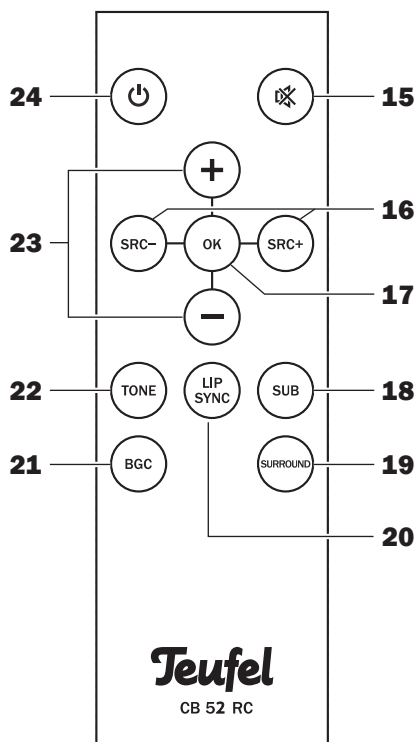 24
15
+
16
23
SRC− OK SRC+
17
−
22
TONE
LIP
SYNC
SUB
18
21
BGC
SURROUND
19
20
Teufel
CB 52 RC